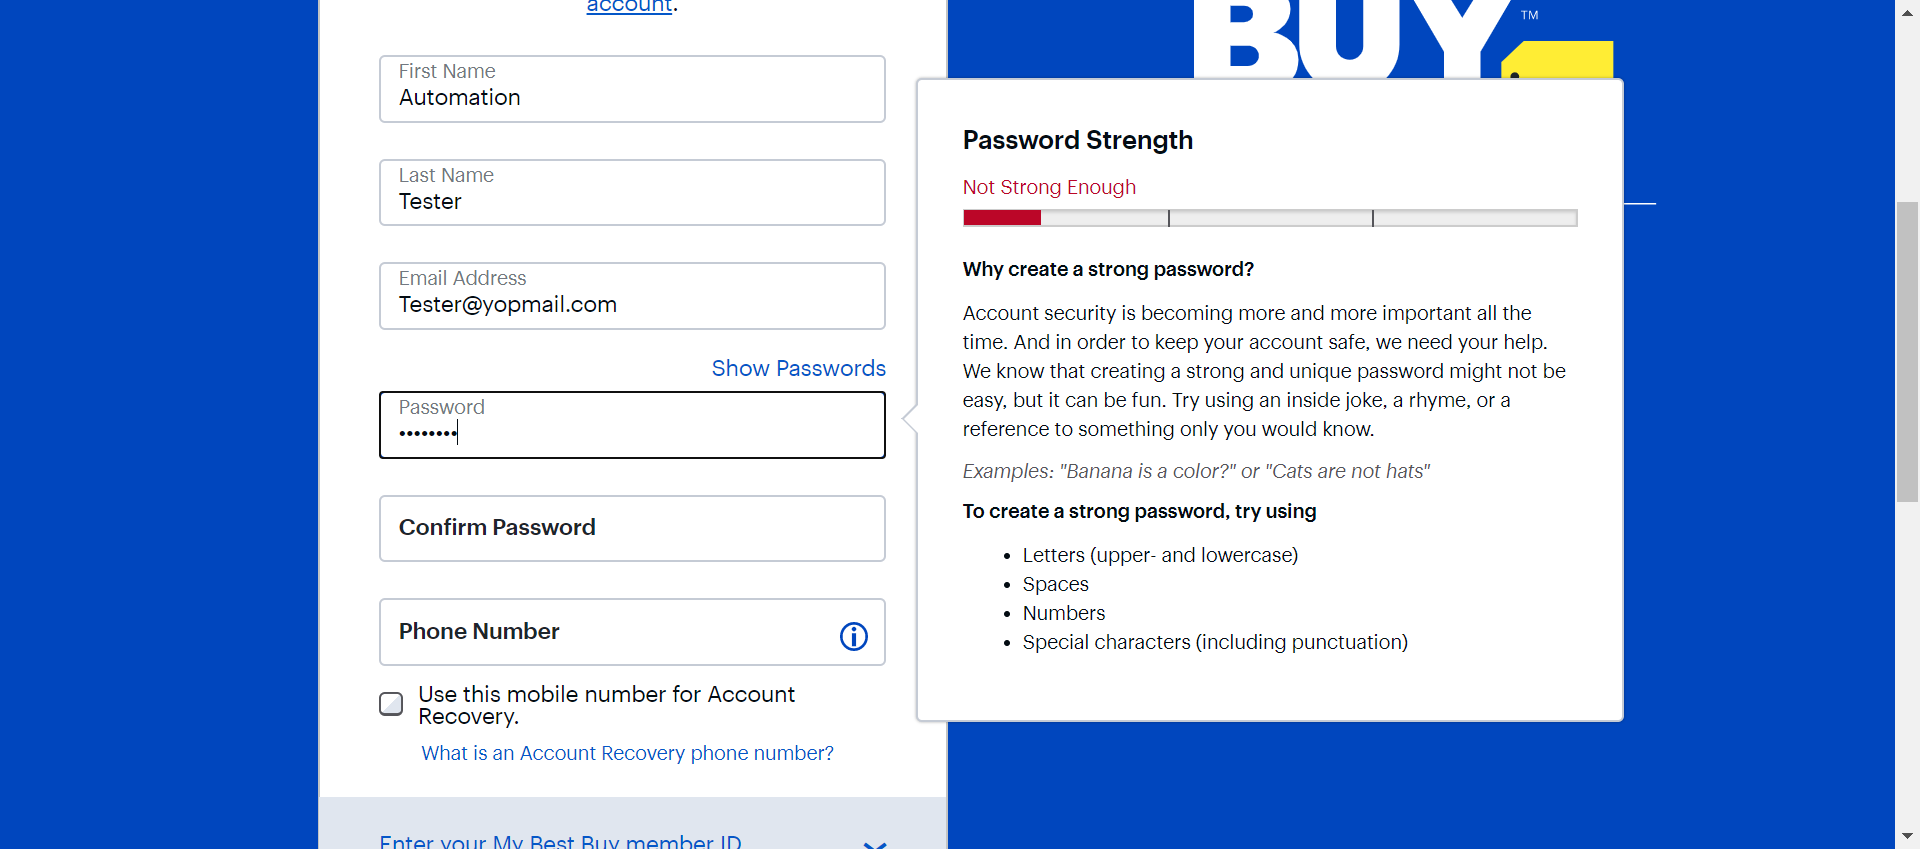 account.
First Name
Automation
Last Name
Tester
Email Address
Tester@yopmail.com
Show Passwords
Password
••••••••
Confirm Password
Phone Number
Use this mobile number for Account
Recovery.
What is an Account Recovery phone number?
Enter your My Best Buy member ID
BUY
TM
Password Strength
Not Strong Enough
Why create a strong password?
Account security is becoming more and more important all the
time. And in order to keep your account safe, we need your help.
We know that creating a strong and unique password might not be
easy, but it can be fun. Try using an inside joke, a rhyme, or a
reference to something only you would know.
Examples: "Banana is a color?" or "Cats are not hats"
To create a strong password, try using
• Letters (upper- and lowercase)
• Spaces
• Numbers
• Special characters (including punctuation)